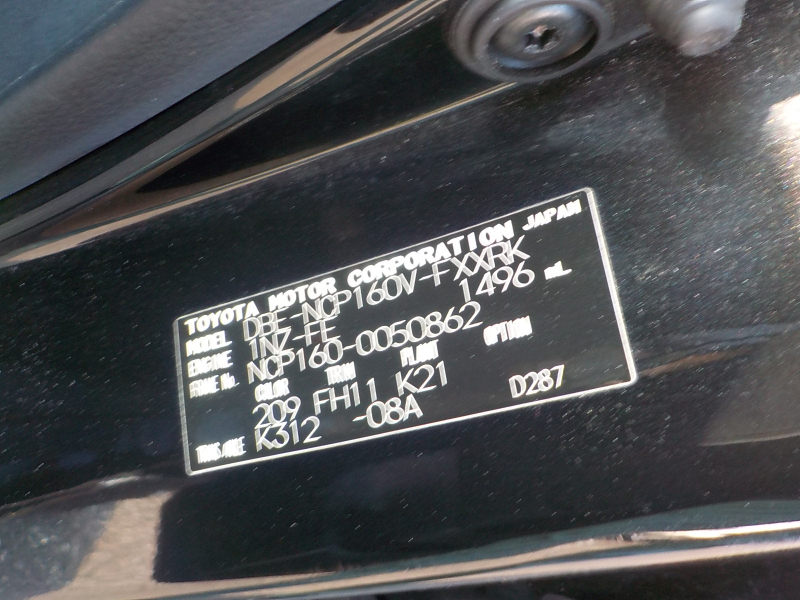 TOYOTA MOTOR CORPORATION JAPAN
MODEL DBE-NCP160V-FXXRK
ENGINE 1NZ-FE 1496 mL
FRAME No. NCP160-0050862
COLOR TRIM PLANT OPTION
209 FH11 K21
TRANS/AXLE K312 -08A D287